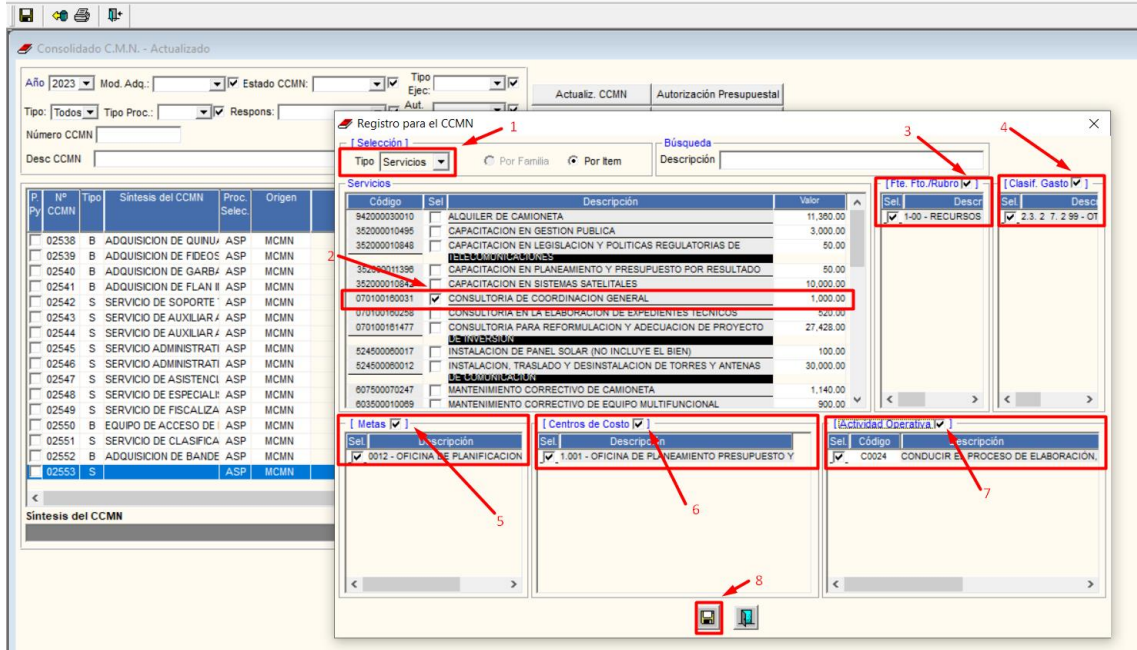 Consolidado C.M.N. - Actualizado
Año 2023 Mod. Adq.: Estado CCMN: Tipo Ejec:
Tipo: Todos Tipo Proc.: Respons: Aut.
Número CCMN
Desc CCMN
Actualiz. CCMN Autorización Presupuestal
P. Py Nº CCMN Tipo Síntesis del CCMN Proc. Selec. Origen
02538 B ADQUISICION DE QUINU ASP MCMN
02539 B ADQUISICION DE FIDEOS ASP MCMN
02540 B ADQUISICION DE GARBA ASP MCMN
02541 B ADQUISICION DE FLAN ASP MCMN
02542 S SERVICIO DE SOPORTE ASP MCMN
02543 S SERVICIO DE AUXILIAR ASP MCMN
02544 S SERVICIO DE AUXILIAR ASP MCMN
02545 S SERVICIO ADMINISTRATI ASP MCMN
02546 S SERVICIO ADMINISTRATI ASP MCMN
02547 S SERVICIO DE ASISTENCI ASP MCMN
02548 S SERVICIO DE ESPECIALI ASP MCMN
02549 S SERVICIO DE FISCALIZA ASP MCMN
02550 B EQUIPO DE ACCESO DE ASP MCMN
02551 S SERVICIO DE CLASIFICA ASP MCMN
02552 B ADQUISICION DE BANDE ASP MCMN
02553 S ASP MCMN
Síntesis del CCMN
Registro para el CCMN
1
[ Selección ]
Tipo Servicios Por Familia Por Item
Búsqueda
Descripción
3
4
Servicios
Código Sel Descripción Valor
942000030010 ALQUILER DE CAMIONETA 11,360.00
352000010495 CAPACITACION EN GESTION PUBLICA 3,000.00
352000010848 CAPACITACION EN LEGISLACION Y POLITICAS REGULATORIAS DE 50.00
TELECOMUNICACIONES
2
352000011396 CAPACITACION EN PLANEAMIENTO Y PRESUPUESTO POR RESULTADO 50.00
35200001084 CAPACITACION EN SISTEMAS SATELITALES 10,000.00
070100160031 CONSULTORIA DE COORDINACION GENERAL 1,000.00
070100160258 CONSULTORIA EN LA ELABORACION DE EXPEDIENTES TECNICOS 520.00
070100161477 CONSULTORIA PARA REFORMULACION Y ADECUACION DE PROYECTO 27,428.00
DE INVERSION
524500060017 INSTALACION DE PANEL SOLAR (NO INCLUYE EL BIEN) 100.00
524500060012 INSTALACION, TRASLADO Y DESINSTALACION DE TORRES Y ANTENAS 30,000.00
DE COMUNICACION
607500070247 MANTENIMIENTO CORRECTIVO DE CAMIONETA 1,140.00
603500010069 MANTENIMIENTO CORRECTIVO DE EQUIPO MULTIFUNCIONAL 900.00
[Fte. Fto./Rubro ]
Sel. Descr
1-00 - RECURSOS
[Clasif. Gasto ]
Sel. Desc
2.3. 2 7. 2 99 - OT
[ Metas ]
Sel. Descripción
0012 - OFICINA DE PLANIFICACION
5
[ Centros de Costo ]
Sel. Descripción
1.001 - OFICINA DE PLANEAMIENTO PRESUPUESTO Y
6
[Actividad Operativa ]
Sel. Código Descripción
C0024 CONDUCIR EL PROCESO DE ELABORACIÓN,
7
8